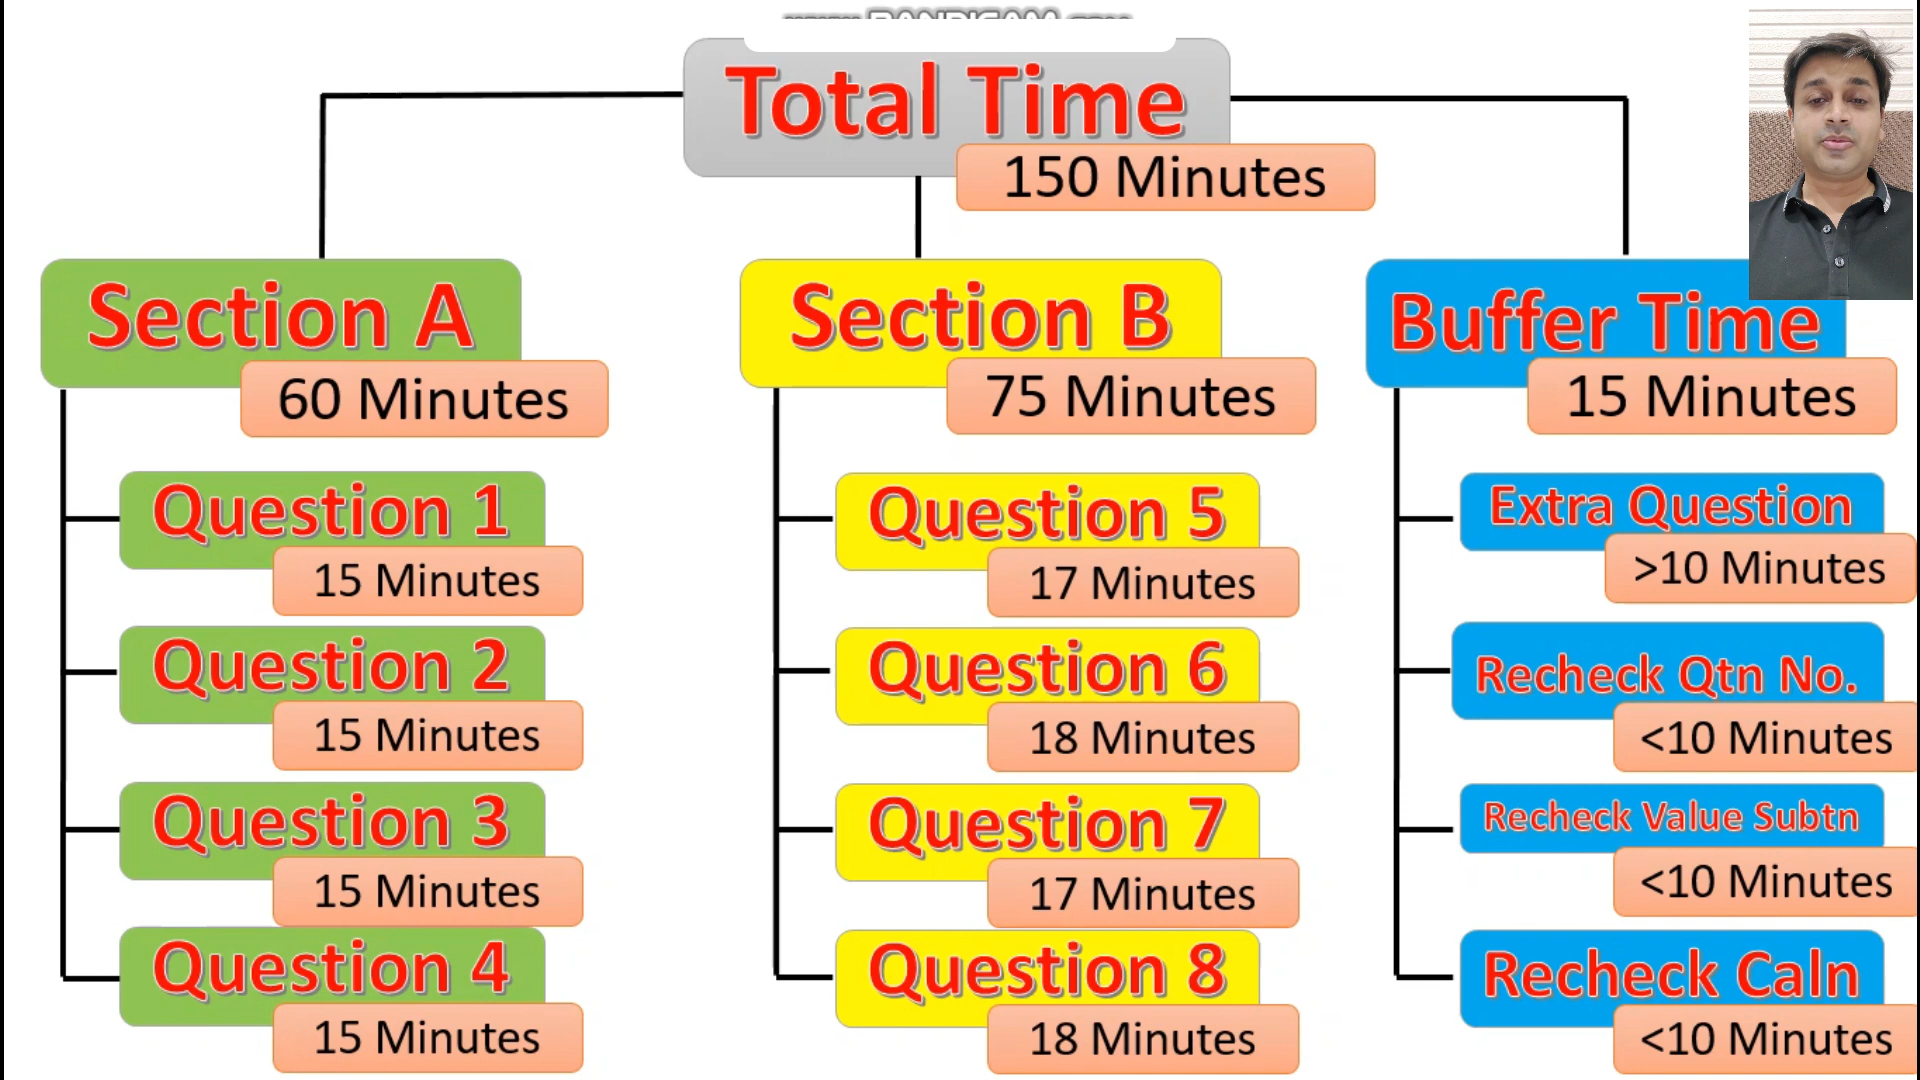 Total Time
150 Minutes
Section A
60 Minutes
Question 1
15 Minutes
Question 2
15 Minutes
Question 3
15 Minutes
Question 4
15 Minutes
Section B
75 Minutes
Question 5
17 Minutes
Question 6
18 Minutes
Question 7
17 Minutes
Question 8
18 Minutes
Buffer Time
15 Minutes
Extra Question
>10 Minutes
Recheck Qtn No.
<10 Minutes
Recheck Value Subtn
<10 Minutes
Recheck Caln
<10 Minutes